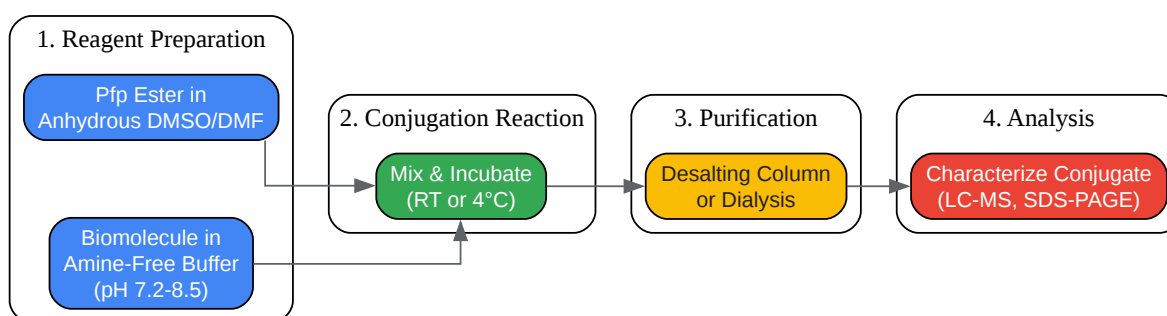 1. Reagent Preparation
Pfp Ester in
Anhydrous DMSO/DMF
Biomolecule in
Amine-Free Buffer
(pH 7.2-8.5)
2. Conjugation Reaction
Mix & Incubate
(RT or 4°C)
3. Purification
Desalting Column
or Dialysis
4. Analysis
Characterize Conjugate
(LC-MS, SDS-PAGE)